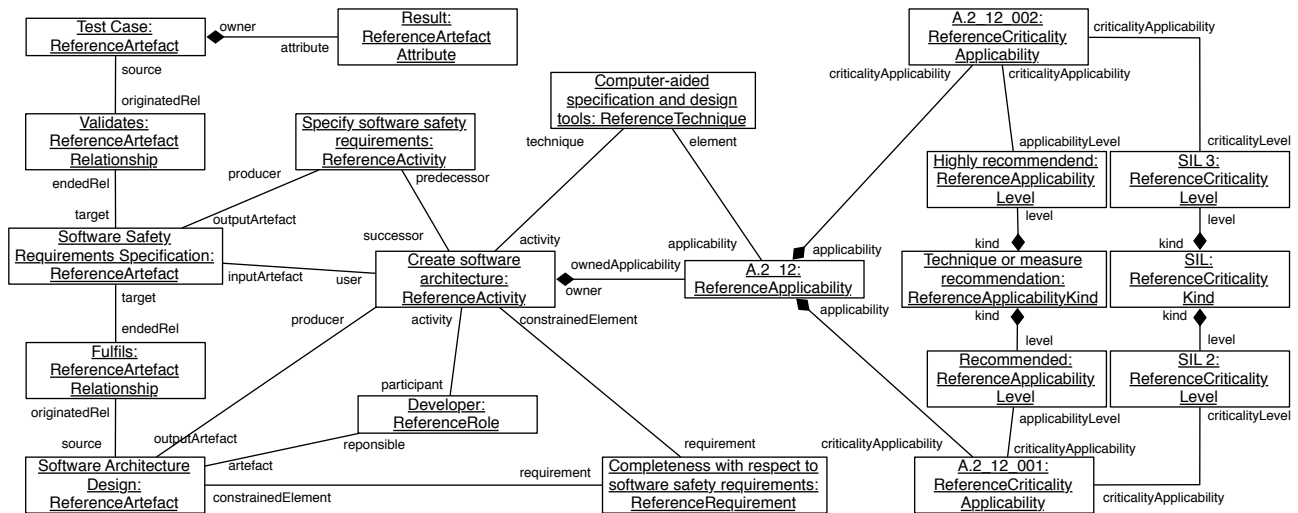 Test Case:
ReferenceArtefact
owner
attribute
Result:
ReferenceArtefact
Attribute
source
originatedRel
Validates:
ReferenceArtefact
Relationship
endedRel
target
Specify software safety
requirements:
ReferenceActivity
producer
predecessor
outputArtefact
successor
Software Safety
Requirements Specification:
ReferenceArtefact
inputArtefact
user
target
endedRel
Fulfils:
ReferenceArtefact
Relationship
originatedRel
source
Software Architecture
Design:
ReferenceArtefact
outputArtefact
artefact
constrainedElement
Computer-aided
specification and design
tools: ReferenceTechnique
technique
element
activity
applicability
Create software
architecture:
ReferenceActivity
ownedApplicability
owner
producer
activity
constrainedElement
participant
Developer:
ReferenceRole
reponsible
requirement
requirement
Completeness with respect to
software safety requirements:
ReferenceRequirement
A.2_12:
ReferenceApplicability
applicability
applicability
A.2_12_002:
ReferenceCriticality
Applicability
criticalityApplicability
criticalityApplicability
criticalityApplicability
applicabilityLevel
criticalityLevel
Highly recommendend:
ReferenceApplicability
Level
SIL 3:
ReferenceCriticality
Level
level
level
kind
kind
Technique or measure
recommendation:
ReferenceApplicabilityKind
SIL:
ReferenceCriticality
Kind
kind
kind
level
level
Recommended:
ReferenceApplicability
Level
SIL 2:
ReferenceCriticality
Level
applicabilityLevel
criticalityLevel
criticalityApplicability
criticalityApplicability
A.2_12_001:
ReferenceCriticality
Applicability
criticalityApplicability